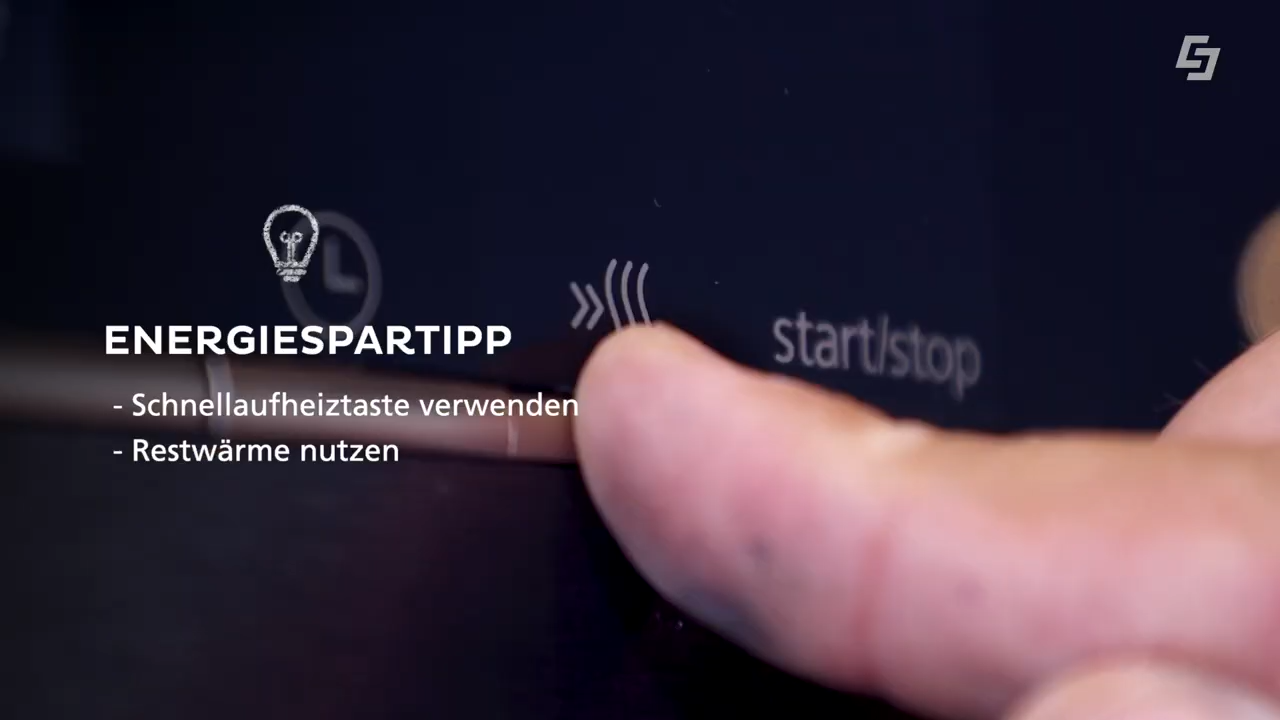 ENERGIESPARTIPP
start/stop
- Schnellaufheiztaste verwenden
- Restwärme nutzen